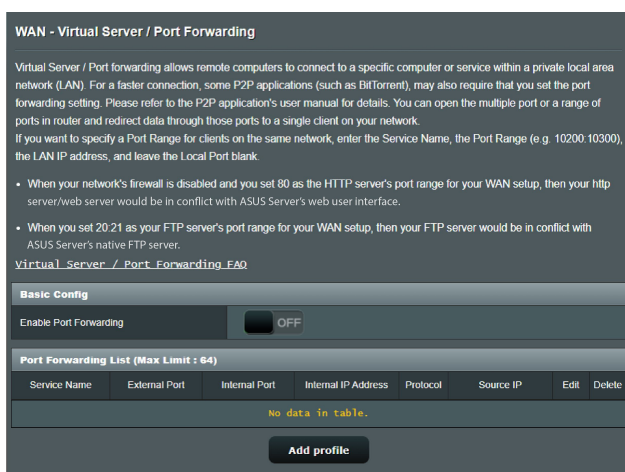 WAN - Virtual Server / Port Forwarding
Virtual Server / Port forwarding allows remote computers to connect to a specific computer or service within a private local area
network (LAN). For a faster connection, some P2P applications (such as BitTorrent), may also require that you set the port
forwarding setting. Please refer to the P2P application's user manual for details. You can open the multiple port or a range of
ports in router and redirect data through those ports to a single client on your network.
If you want to specify a Port Range for clients on the same network, enter the Service Name, the Port Range (e.g. 10200:10300),
the LAN IP address, and leave the Local Port blank.
• When your network's firewall is disabled and you set 80 as the HTTP server's port range for your WAN setup, then your http
server/web server would be in conflict with ASUS Server's web user interface.
• When you set 20:21 as your FTP server's port range for your WAN setup, then your FTP server would be in conflict with
ASUS Server's native FTP server.
Virtual Server / Port Forwarding FAQ
Basic Config
Enable Port Forwarding OFF
Port Forwarding List (Max Limit : 64)
Service Name External Port Internal Port Internal IP Address Protocol Source IP Edit Delete
No data in table.
Add profile